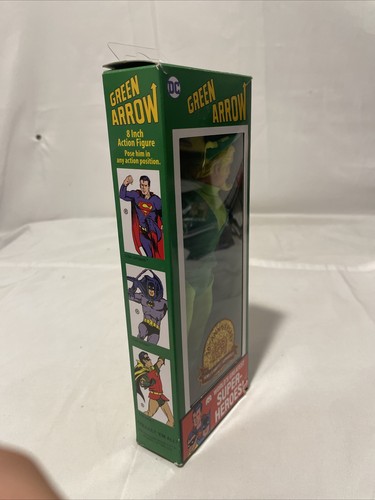 GREEN
ARROW
8 Inch
Action Figure
Pose him in
any action position.
DC
GREEN
ARROW
SUPER-
HEROES!